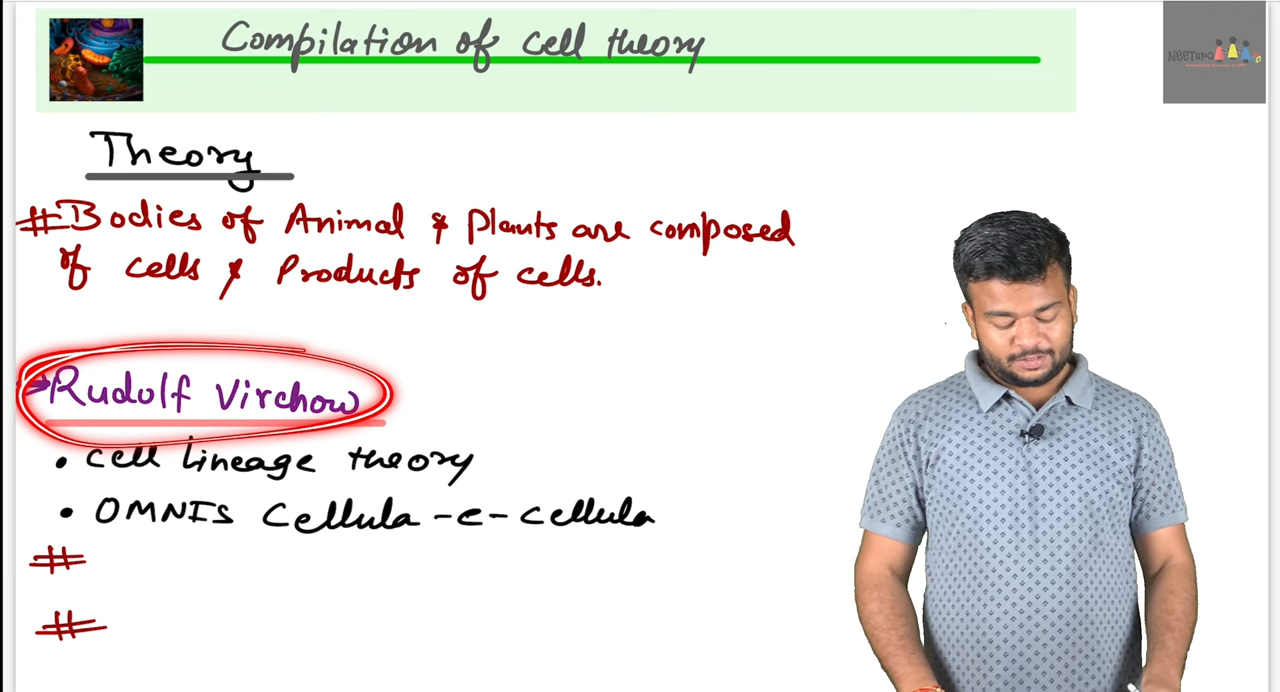 Compilation of cell theory
NEETPRO
Theory
# Bodies of Animal & Plants are composed
of cells & Products of cells.
→ Rudolf Virchow
• cell lineage theory
• OMNIS cellula-e-cellula
#
#